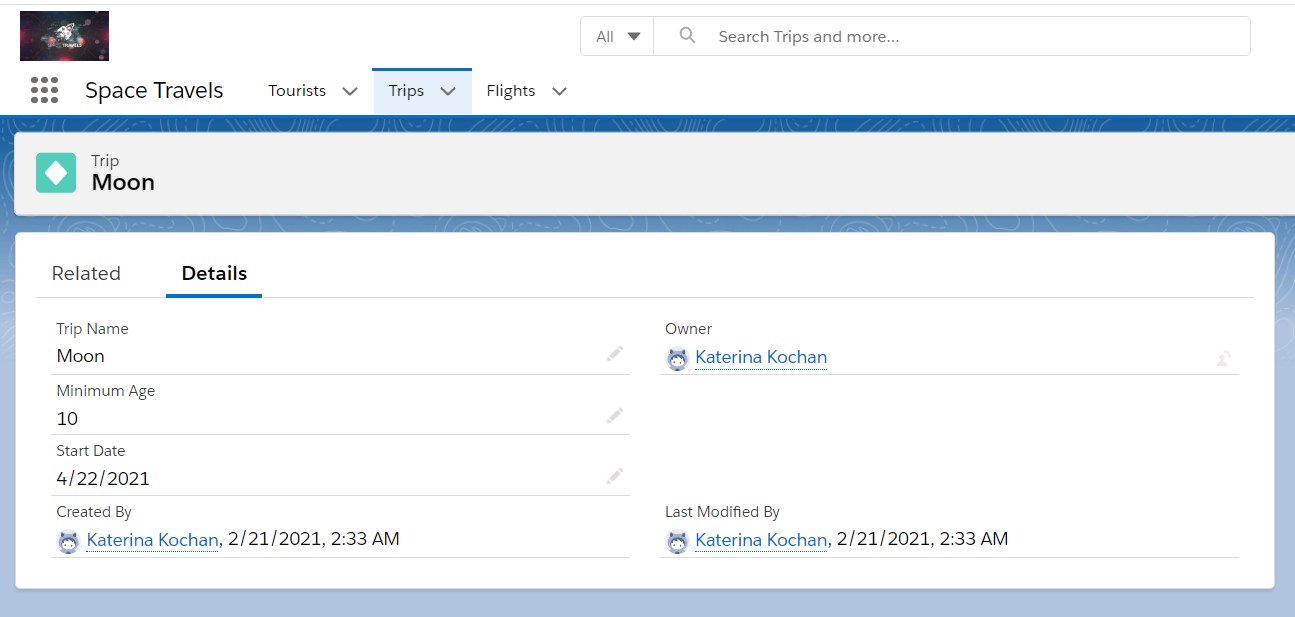 All
Search Trips and more...
Space Travels
Tourists
Trips
Flights
Trip
Moon
Related
Details
Trip Name
Moon
Owner
Katerina Kochan
Minimum Age
10
Start Date
4/22/2021
Created By
Katerina Kochan, 2/21/2021, 2:33 AM
Last Modified By
Katerina Kochan, 2/21/2021, 2:33 AM